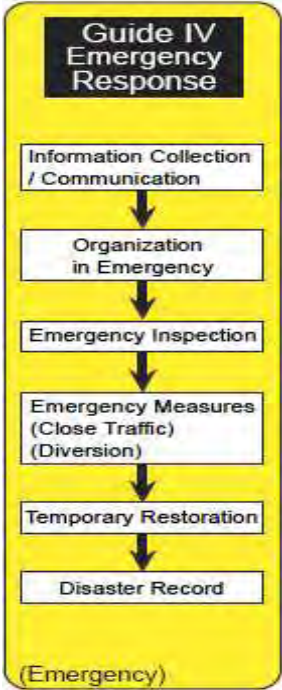 Guide IV
Emergency
Response
Information Collection
/ Communication
Organization
in Emergency
Emergency Inspection
Emergency Measures
(Close Traffic)
(Diversion)
Temporary Restoration
Disaster Record
(Emergency)